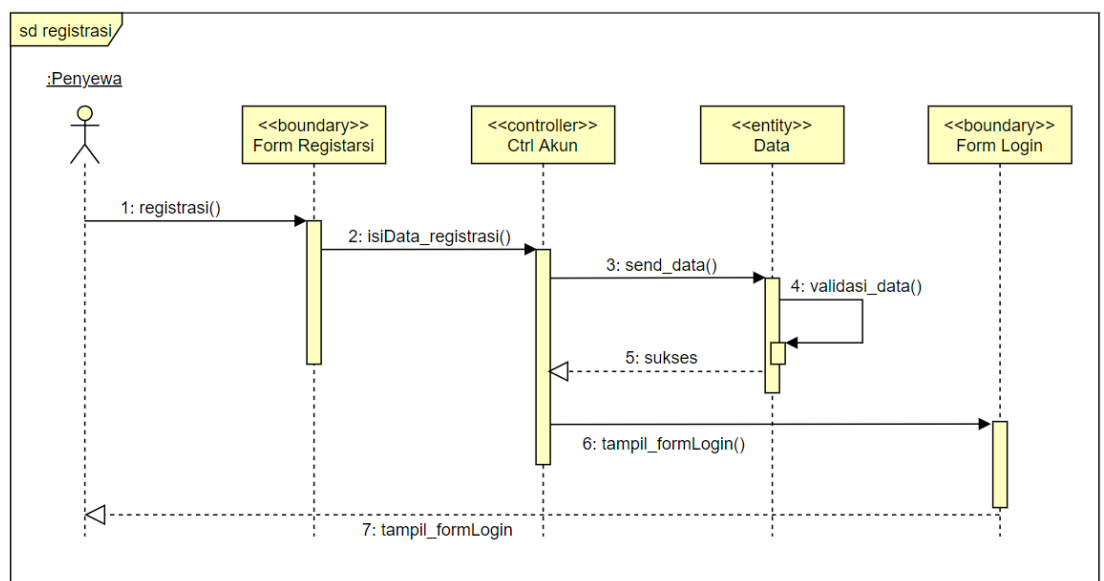 sd registrasi
:Penyewa
<<boundary>>
Form Registarsi
<<controller>>
Ctrl Akun
<<entity>>
Data
<<boundary>>
Form Login
1: registrasi()
2: isiData_registrasi()
3: send_data()
4: validasi_data()
5: sukses
6: tampil_formLogin()
7: tampil_formLogin